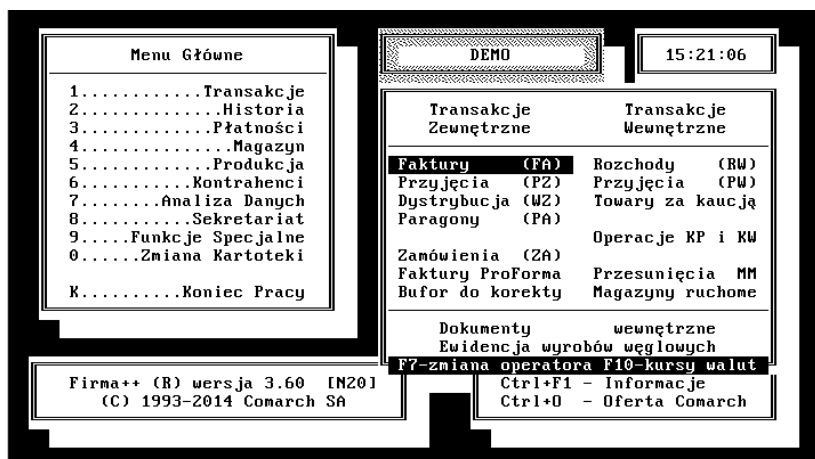 Menu Główne
1............Transakcje
2..............Historia
3.............Płatności
4...............Magazyn
5.............Produkcja
6...........Kontrahenci
7........Analiza Danych
8...........Sekretariat
9.....Funkcje Specjalne
0......Zmiana Kartoteki
K..........Koniec Pracy
DEMO
15:21:06
Transakcje Transakcje
Zewnętrzne Wewnętrzne
Faktury (FA) Rozchody (RW)
Przyjęcia (PZ) Przyjęcia (PW)
Dystrybucja (WZ) Towary za kaucją
Paragony (PA)
Operacje KP i KW
Zamówienia (ZA)
Faktury ProForma Przesunięcia MM
Bufor do korekty Magazyny ruchome
Dokumenty wewnętrzne
Ewidencja wyrobów węglowych
F7-zmiana operatora F10-kursy walut
Firma++ (R) wersja 3.60 [N20]
(C) 1993-2014 Comarch SA
Ctrl+F1 - Informacje
Ctrl+O - Oferta Comarch